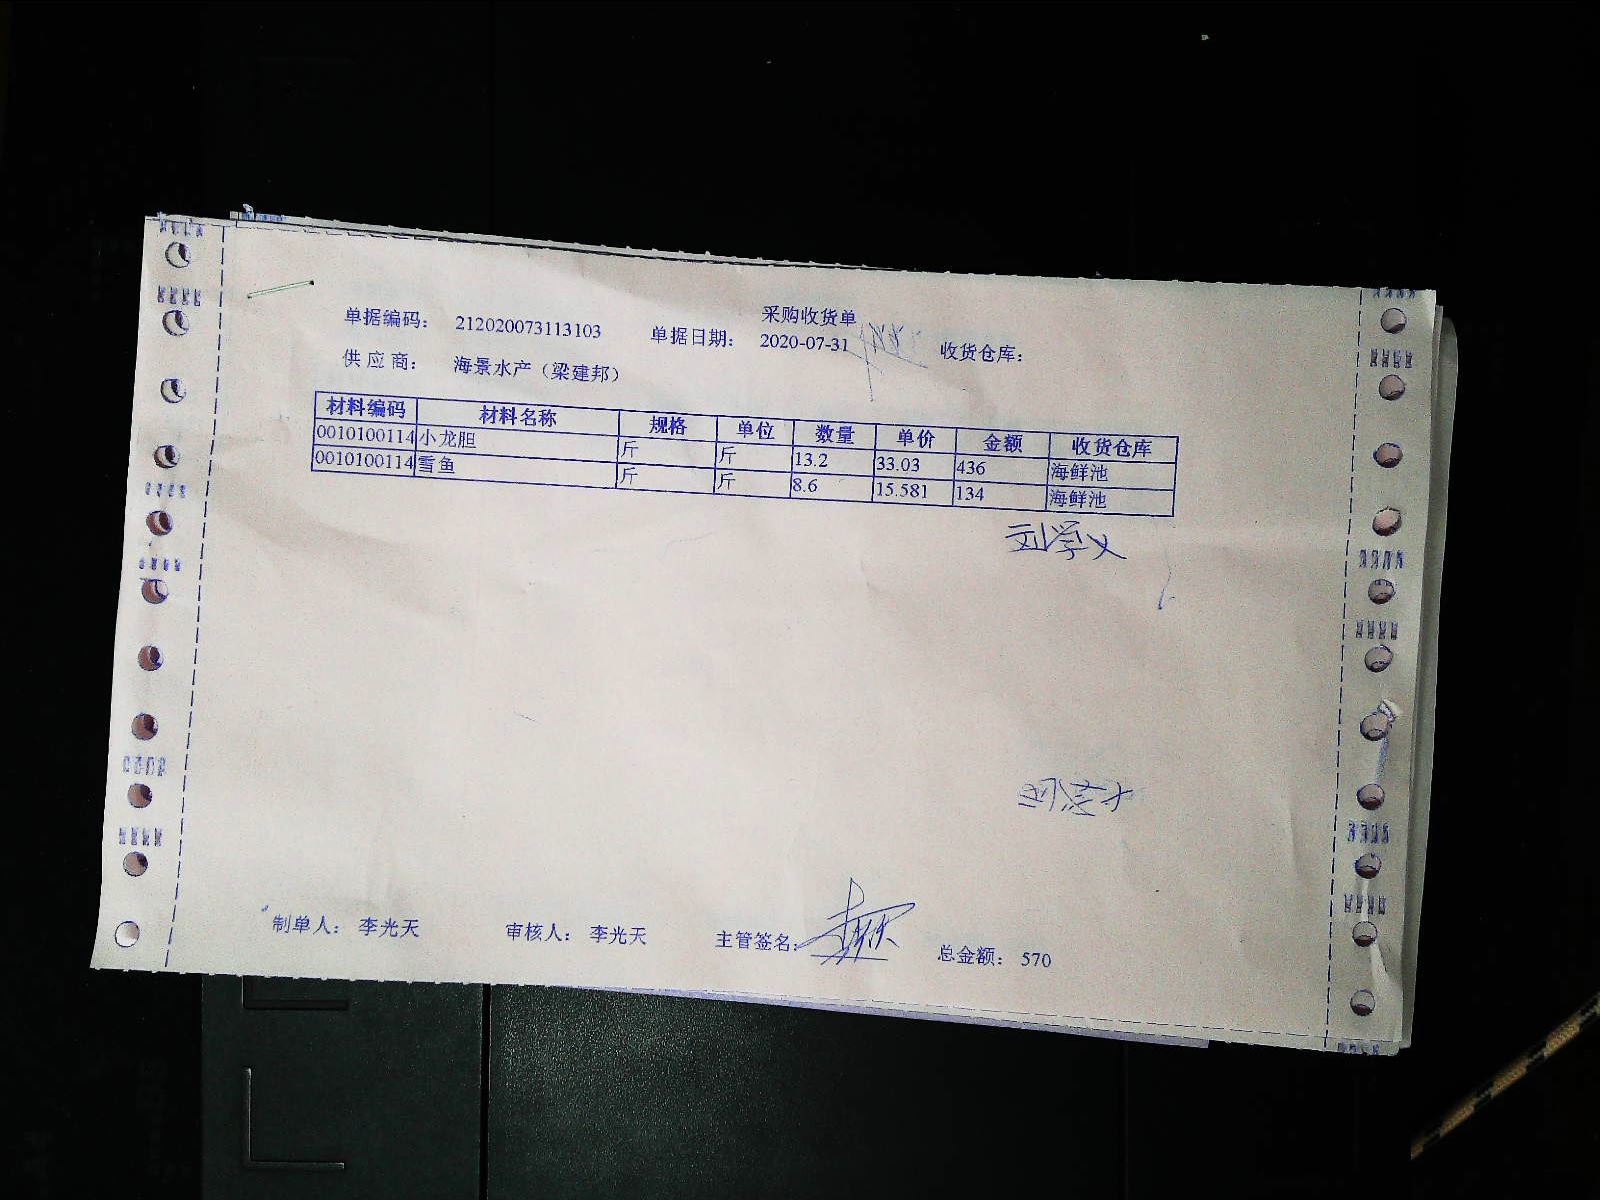 采购收货单
单据编码： 212020073113103 单据日期： 2020-07-31 收货仓库：
供 应 商： 海景水产（梁建邦）
材料编码 材料名称 规格 单位 数量 单价 金额 收货仓库
0010100114 小龙胆 斤 斤 13.2 33.03 436 海鲜池
0010100114 雪鱼 斤 斤 8.6 15.581 134 海鲜池
刘学义
制单人： 李光天 审核人： 李光天 主管签名： 总金额： 570